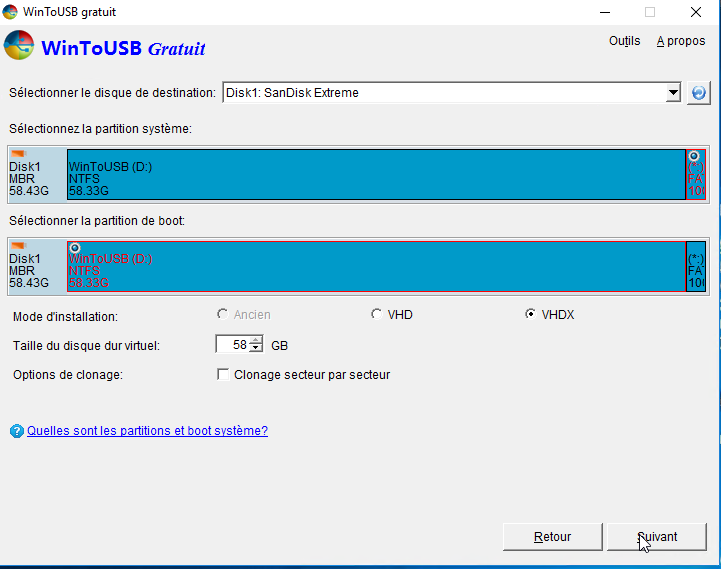 WinToUSB gratuit
WinToUSB Gratuit
Outils A propos
Sélectionner le disque de destination: Disk1: SanDisk Extreme
Sélectionnez la partition système:
Disk1
MBR
58.43G
WinToUSB (D:)
NTFS
58.33G
(*:)
FA
10
Sélectionner la partition de boot:
Disk1
MBR
58.43G
WinToUSB (D:)
NTFS
58.33G
(*:)
FA
10
Mode d'installation: Ancien VHD VHDX
Taille du disque dur virtuel: 58 GB
Options de clonage: Clonage secteur par secteur
? Quelles sont les partitions et boot système?
Retour Suivant